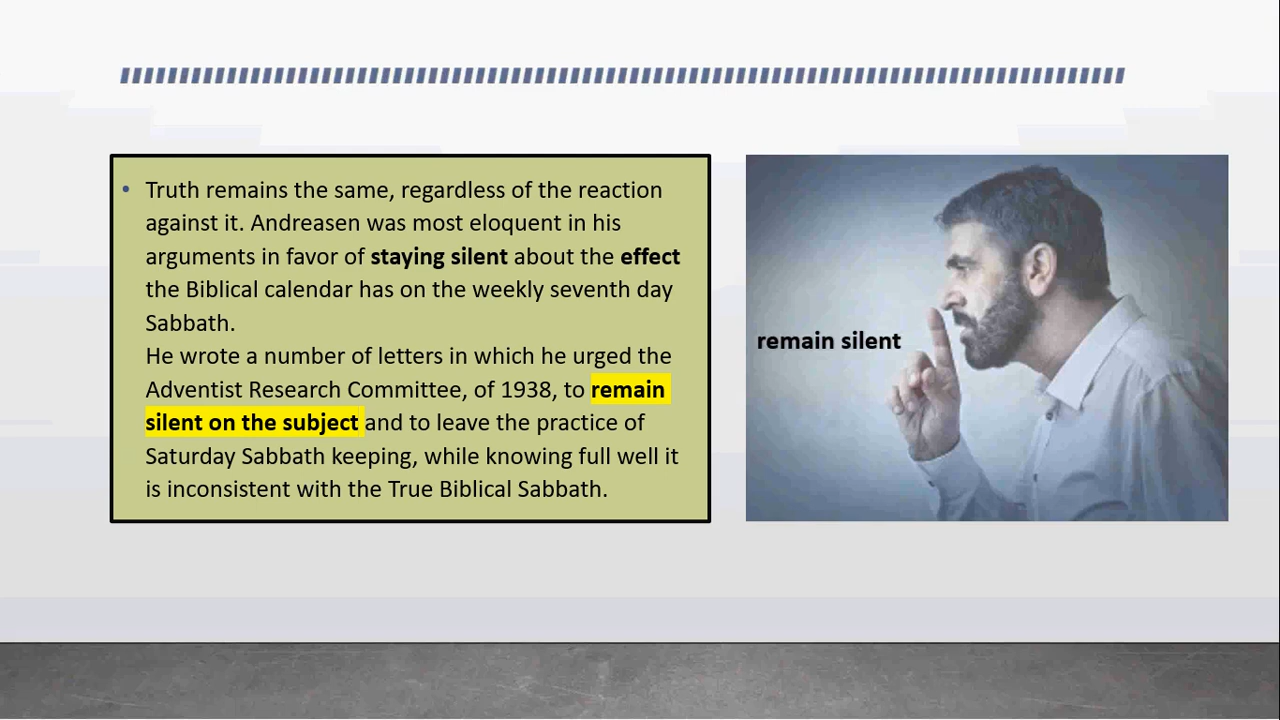 • Truth remains the same, regardless of the reaction
against it. Andreasen was most eloquent in his
arguments in favor of staying silent about the effect
the Biblical calendar has on the weekly seventh day
Sabbath.
He wrote a number of letters in which he urged the
Adventist Research Committee, of 1938, to remain
silent on the subject and to leave the practice of
Saturday Sabbath keeping, while knowing full well it
is inconsistent with the True Biblical Sabbath.
remain silent